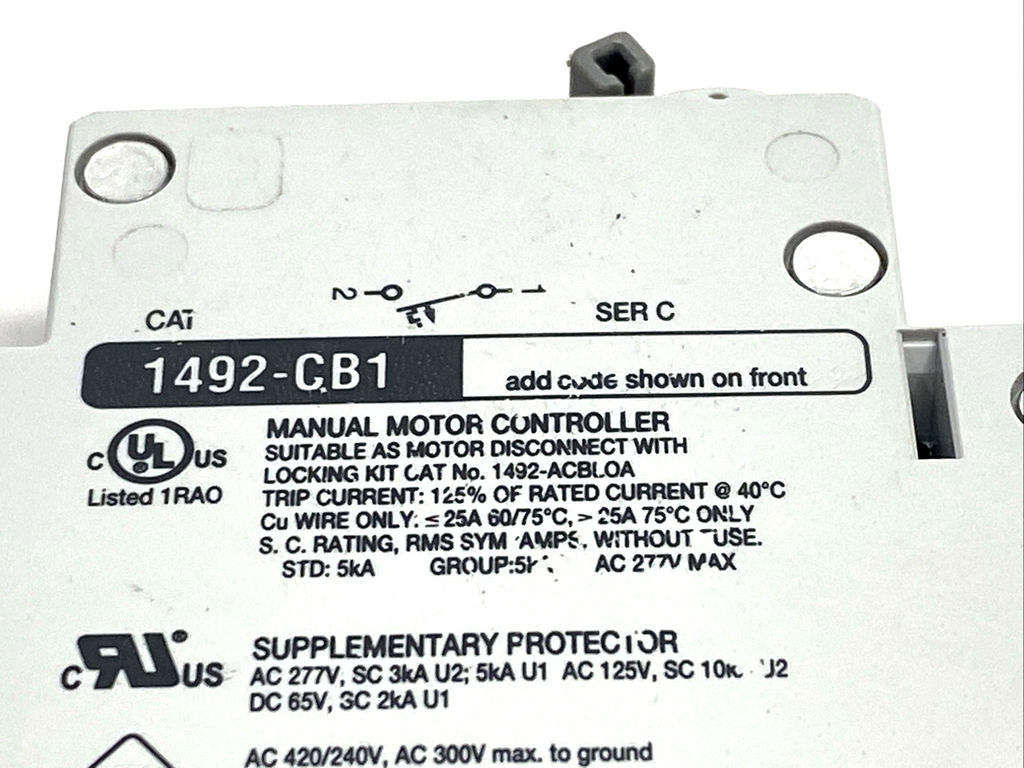 2 1
CAT SER C
1492-CB1 add code shown on front
MANUAL MOTOR CONTROLLER
C UL US SUITABLE AS MOTOR DISCONNECT WITH
LOCKING KIT CAT No. 1492-ACBLOA
Listed 1RAO TRIP CURRENT: 125% OF RATED CURRENT @ 40°C
Cu WIRE ONLY: ≤ 25A 60/75°C, > 25A 75°C ONLY
S. C. RATING, RMS SYM AMPS, WITHOUT FUSE.
STD: 5kA GROUP: AC 277V MAX
SUPPLEMENTARY PROTECTOR
C RU US AC 277V, SC 3kA U2; 5kA U1 AC 125V, SC U2
DC 65V, SC 2kA U1
AC 420/240V, AC 300V max. to ground